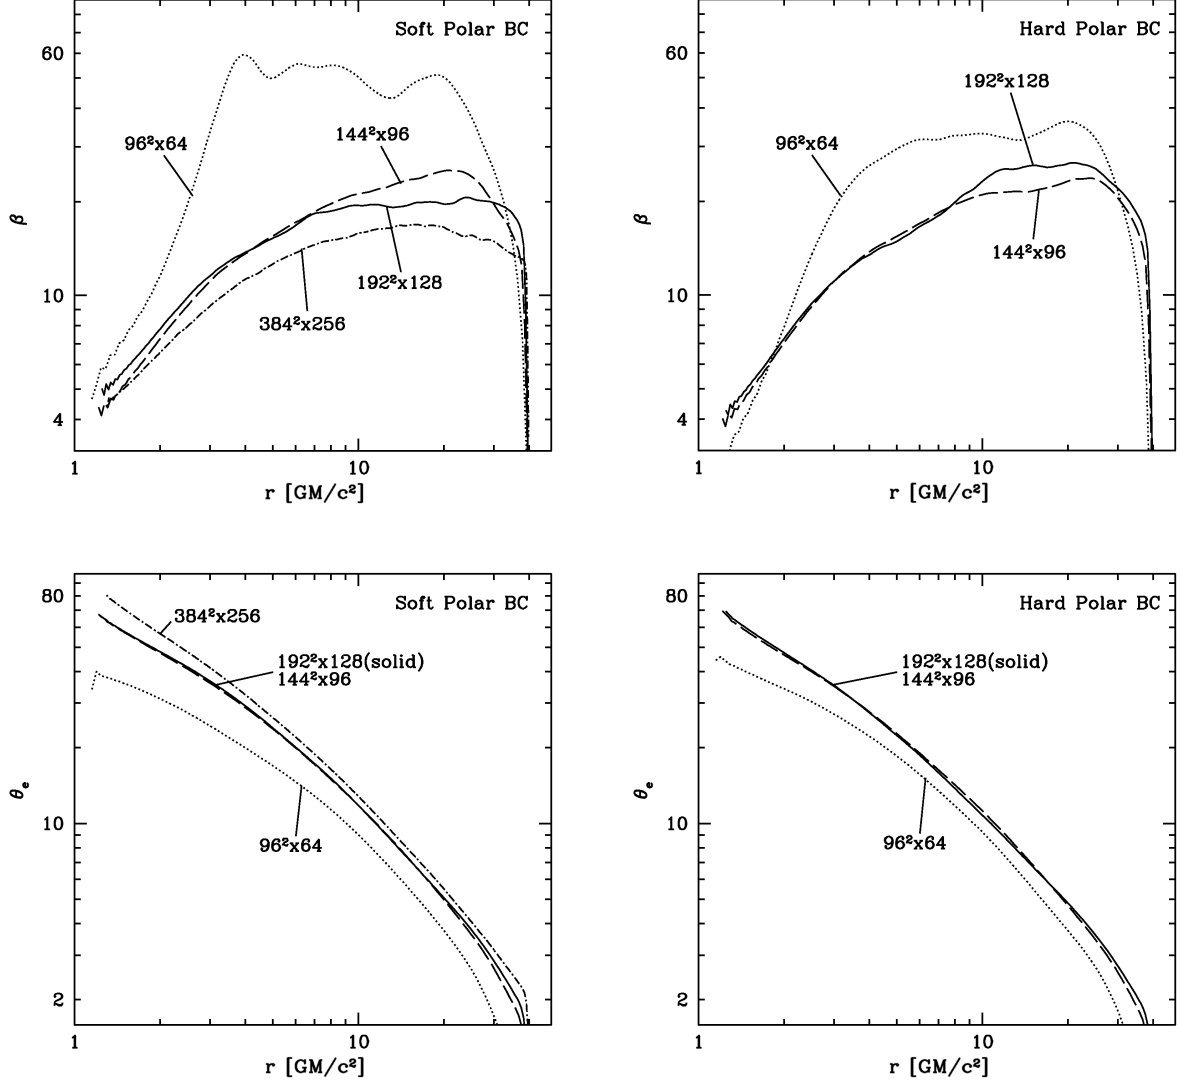 Soft Polar BC
60
96²x64
144²x96
β
10
192²x128
384²x256
4
1
10
r [GM/c²]
Hard Polar BC
60
192²x128
96²x64
β
144²x96
10
4
1
10
r [GM/c²]
80
Soft Polar BC
384²x256
192²x128(solid)
144²x96
θₑ
10
96²x64
2
1
10
r [GM/c²]
80
Hard Polar BC
192²x128(solid)
144²x96
θₑ
10
96²x64
2
1
10
r [GM/c²]